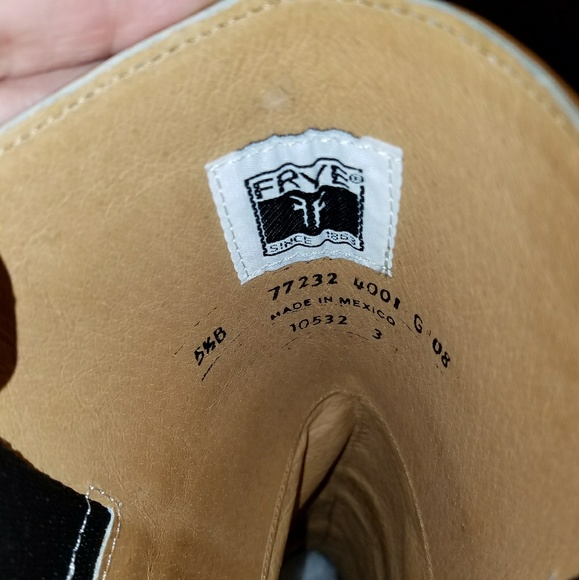 FRYE®
SINCE 1863
77232 4001 G 08
MADE IN MEXICO
5½B 10532 3